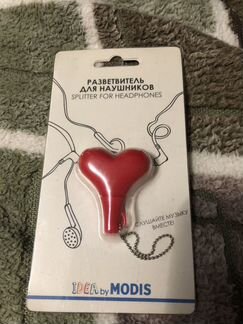 РАЗВЕТВИТЕЛЬ
ДЛЯ НАУШНИКОВ
SPLITTER FOR HEADPHONES
СЛУШАЙТЕ МУЗЫКУ
ВМЕСТЕ!
IDEA by MODIS